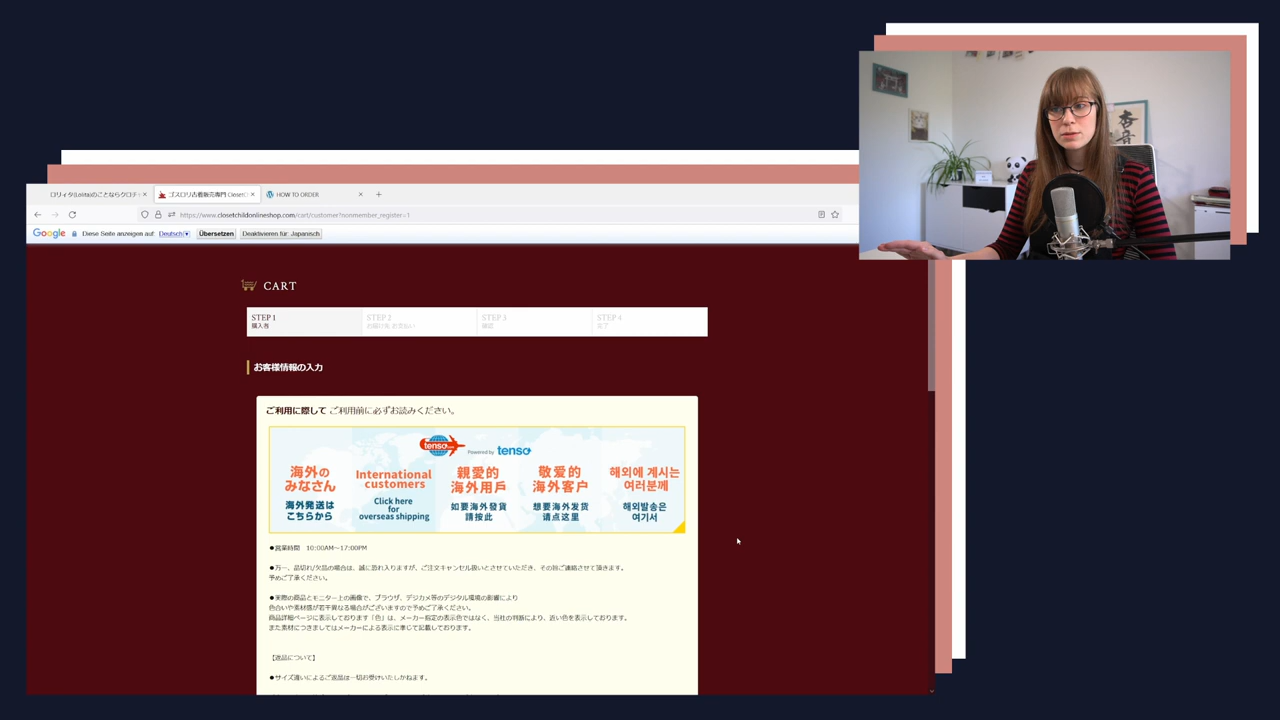 ロリィタ(Lolita)のことならクローゼ
ゴスロリ古着販売専門 ClosetC
HOW TO ORDER
https://www.closetchildonlineshop.com/cart/customer?nonmember_register=1
Google Diese Seite anzeigen auf: Deutsch Übersetzen Deaktivieren für: Japanisch
CART
STEP 1
購入者
STEP 2
お届け先 お支払い
STEP 3
確認
STEP 4
完了
お客様情報の入力
ご利用に際して ご利用前に必ずお読みください。
tenso.com Powered by tenso
海外の
みなさん
海外発送は
こちらから
International
customers
Click here
for
overseas shipping
親愛的
海外用戶
如要海外發貨
請按此
敬爱的
海外客户
想要海外发货
请点这里
해외에 계시는
여러분께
해외발송은
여기서
●営業時間 10:00AM～17:00PM
●万一、品切れ/欠品の場合は、誠に恐れ入りますが、ご注文キャンセル扱いとさせていただき、その旨ご連絡させて頂きます。
予めご了承ください。
●実際の商品とモニター上の画像で、ブラウザ、デジカメ等のデジタル環境の影響により
色合いや素材感が若干異なる場合がございますので予めご了承ください。
商品詳細ページに表示しております「色」は、メーカー指定の表示色ではなく、当社の判断により、近い色を表示しております。
また素材につきましてはメーカーによる表示に準じて記載しております。
【返品について】
●サイズ違いによるご返品は一切お受けいたしかねます。
杏
音